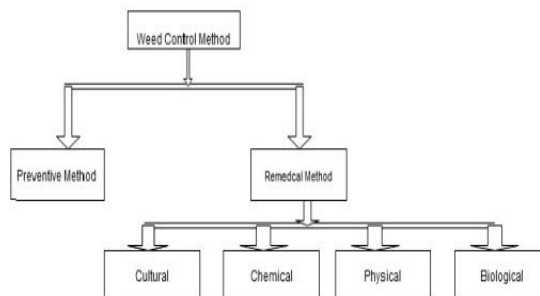 Weed Control Method
Preventive Method
Remedcal Method
Cultural
Chemical
Physical
Biological